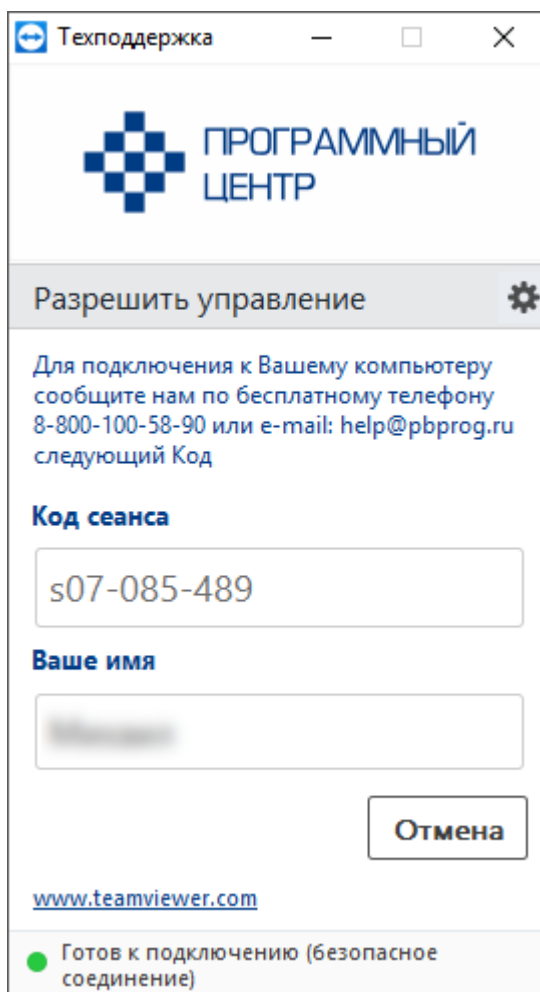 Техподдержка
ПРОГРАММНЫЙ
ЦЕНТР
Разрешить управление
Для подключения к Вашему компьютеру
сообщите нам по бесплатному телефону
8-800-100-58-90 или e-mail: help@pbprog.ru
следующий Код
Код сеанса
s07-085-489
Ваше имя
Отмена
www.teamviewer.com
Готов к подключению (безопасное
соединение)